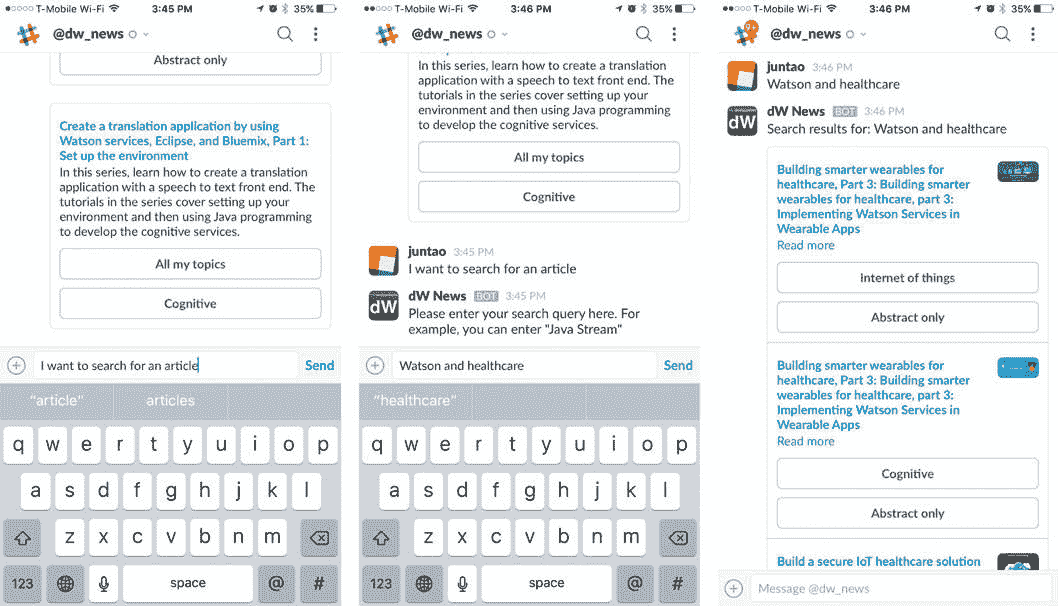 T-Mobile Wi-Fi 3:45 PM 35%
@dw_news
Abstract only
Create a translation application by using
Watson services, Eclipse, and Bluemix, Part 1:
Set up the environment
In this series, learn how to create a translation
application with a speech to text front end. The
tutorials in the series cover setting up your
environment and then using Java programming
to develop the cognitive services.
All my topics
Cognitive
I want to search for an article
Send
"article" articles
q w e r t y u i o p
a s d f g h j k l
z x c v b n m
123 space @ #
T-Mobile Wi-Fi 3:46 PM 35%
@dw_news
In this series, learn how to create a translation
application with a speech to text front end. The
tutorials in the series cover setting up your
environment and then using Java programming
to develop the cognitive services.
All my topics
Cognitive
juntao 3:45 PM
I want to search for an article
dW
dW News BOT 3:45 PM
Please enter your search query here. For
example, you can enter "Java Stream"
Watson and healthcare
Send
"healthcare"
q w e r t y u i o p
a s d f g h j k l
z x c v b n m
123 space @ #
T-Mobile Wi-Fi 3:46 PM 35%
@dw_news
juntao 3:46 PM
Watson and healthcare
dW
dW News BOT 3:46 PM
Search results for: Watson and healthcare
Building smarter wearables for
healthcare, Part 3: Building smarter
wearables for healthcare, part 3:
Implementing Watson Services in
Wearable Apps
Read more
Internet of things
Abstract only
Building smarter wearables for
healthcare, Part 3: Building smarter
wearables for healthcare, part 3:
Implementing Watson Services in
Wearable Apps
Read more
Cognitive
Abstract only
Build a secure IoT healthcare solution
Message @dw_news